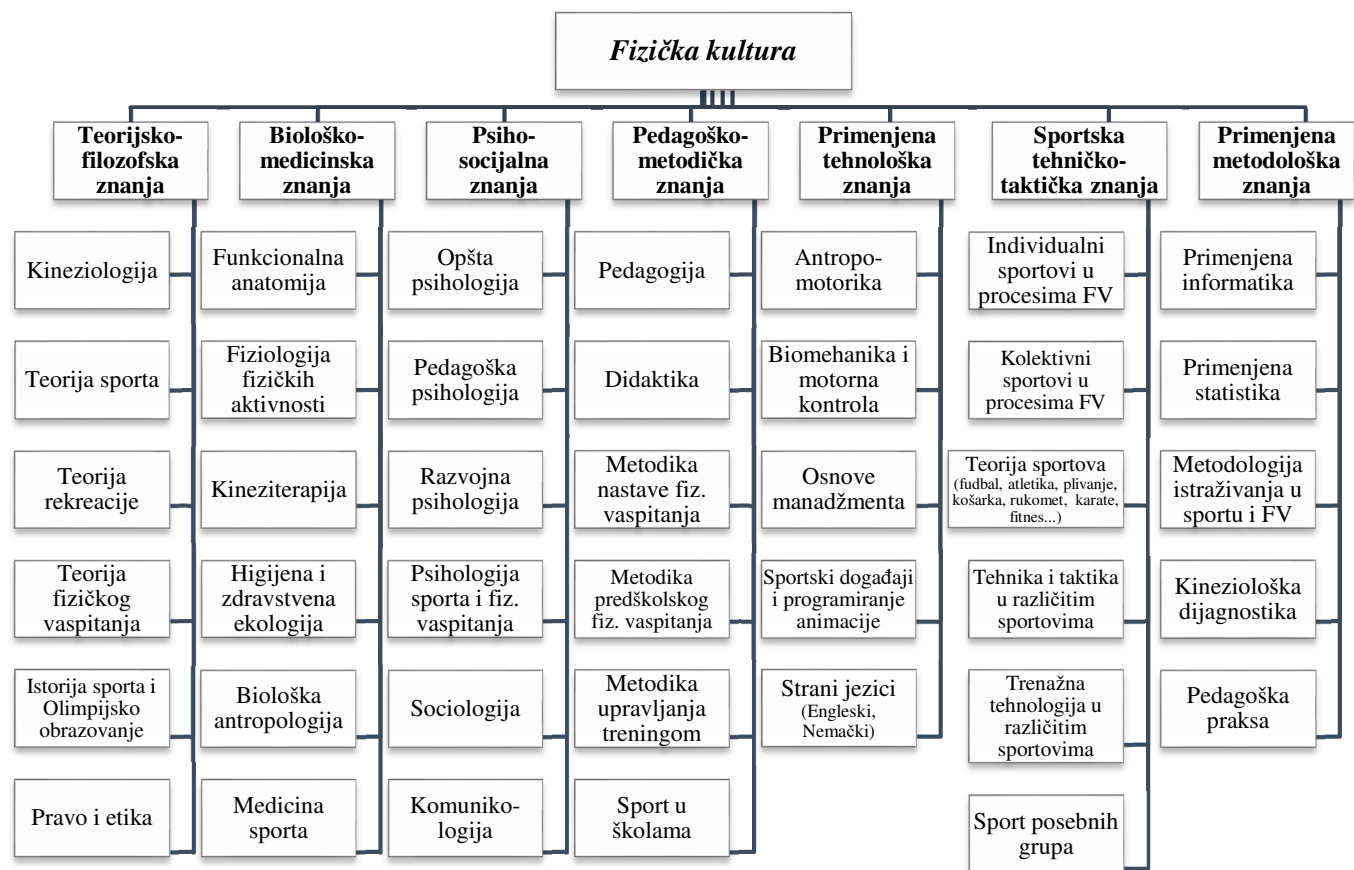 Fizička kultura
Teorijsko-
filozofska
znanja
Biološko-
medicinska
znanja
Psiho-
socijalna
znanja
Pedagoško-
metodička
znanja
Primenjena
tehnološka
znanja
Sportska
tehničko-
taktička znanja
Primenjena
metodološka
znanja
Kineziologija
Funkcionalna
anatomija
Opšta
psihologija
Pedagogija
Antropo-
motorika
Individualni
sportovi u
procesima FV
Primenjena
informatika
Teorija sporta
Fiziologija
fizičkih
aktivnosti
Pedagoška
psihologija
Didaktika
Biomehanika i
motorna
kontrola
Kolektivni
sportovi u
procesima FV
Primenjena
statistika
Teorija
rekreacije
Kineziterapija
Razvojna
psihologija
Metodika
nastave fiz.
vaspitanja
Osnove
manadžmenta
Teorija sportova
(fudbal, atletika, plivanje,
košarka, rukomet, karate,
fitnes...)
Metodologija
istraživanja u
sportu i FV
Teorija
fizičkog
vaspitanja
Higijena i
zdravstvena
ekologija
Psihologija
sporta i fiz.
vaspitanja
Metodika
predškolskog
fiz. vaspitanja
Sportski događaji
i programiranje
animacije
Tehnika i taktika
u različitim
sportovima
Kineziološka
dijagnostika
Istorija sporta i
Olimpijsko
obrazovanje
Biološka
antropologija
Sociologija
Metodika
upravljanja
treningom
Strani jezici
(Engleski,
Nemački)
Trenažna
tehnologija u
različitim
sportovima
Pedagoška
praksa
Pravo i etika
Medicina
sporta
Komuniko-
logija
Sport u
školama
Sport posebnih
grupa